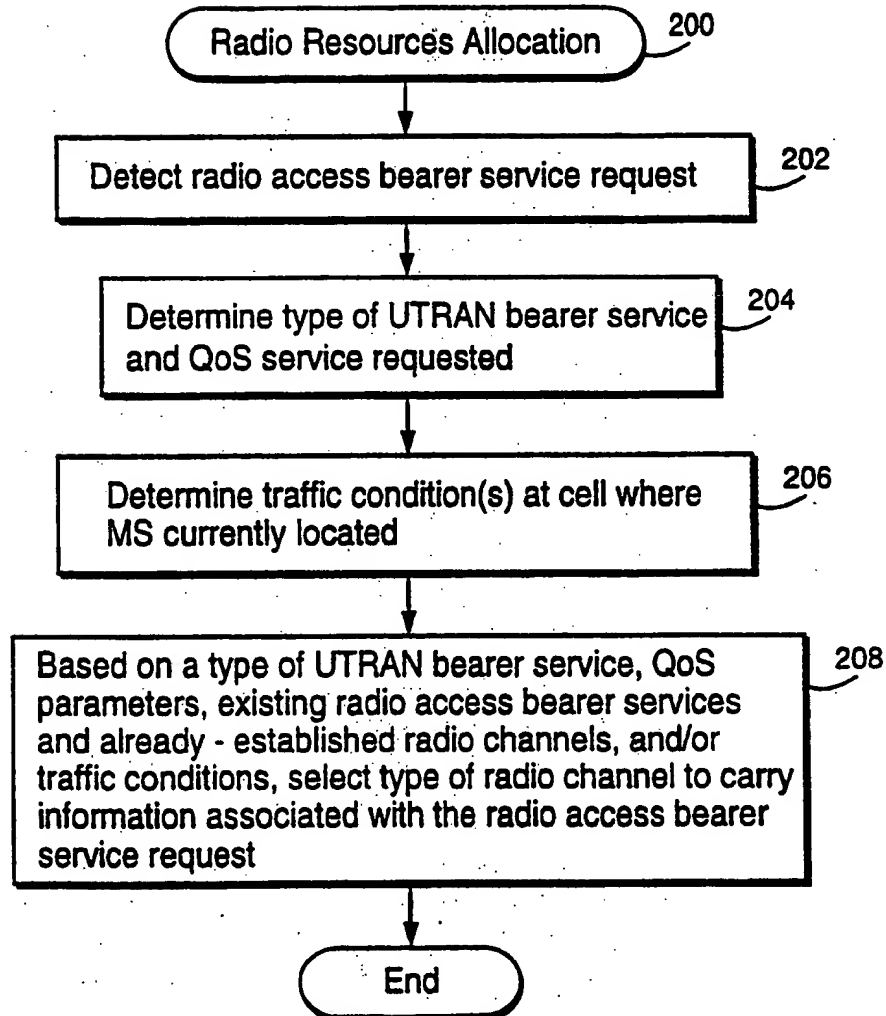 Radio Resources Allocation
200
Detect radio access bearer service request
202
Determine type of UTRAN bearer service
and QoS service requested
204
Determine traffic condition(s) at cell where
MS currently located
206
Based on a type of UTRAN bearer service, QoS
parameters, existing radio access bearer services
and already - established radio channels, and/or
traffic conditions, select type of radio channel to carry
information associated with the radio access bearer
service request
208
End